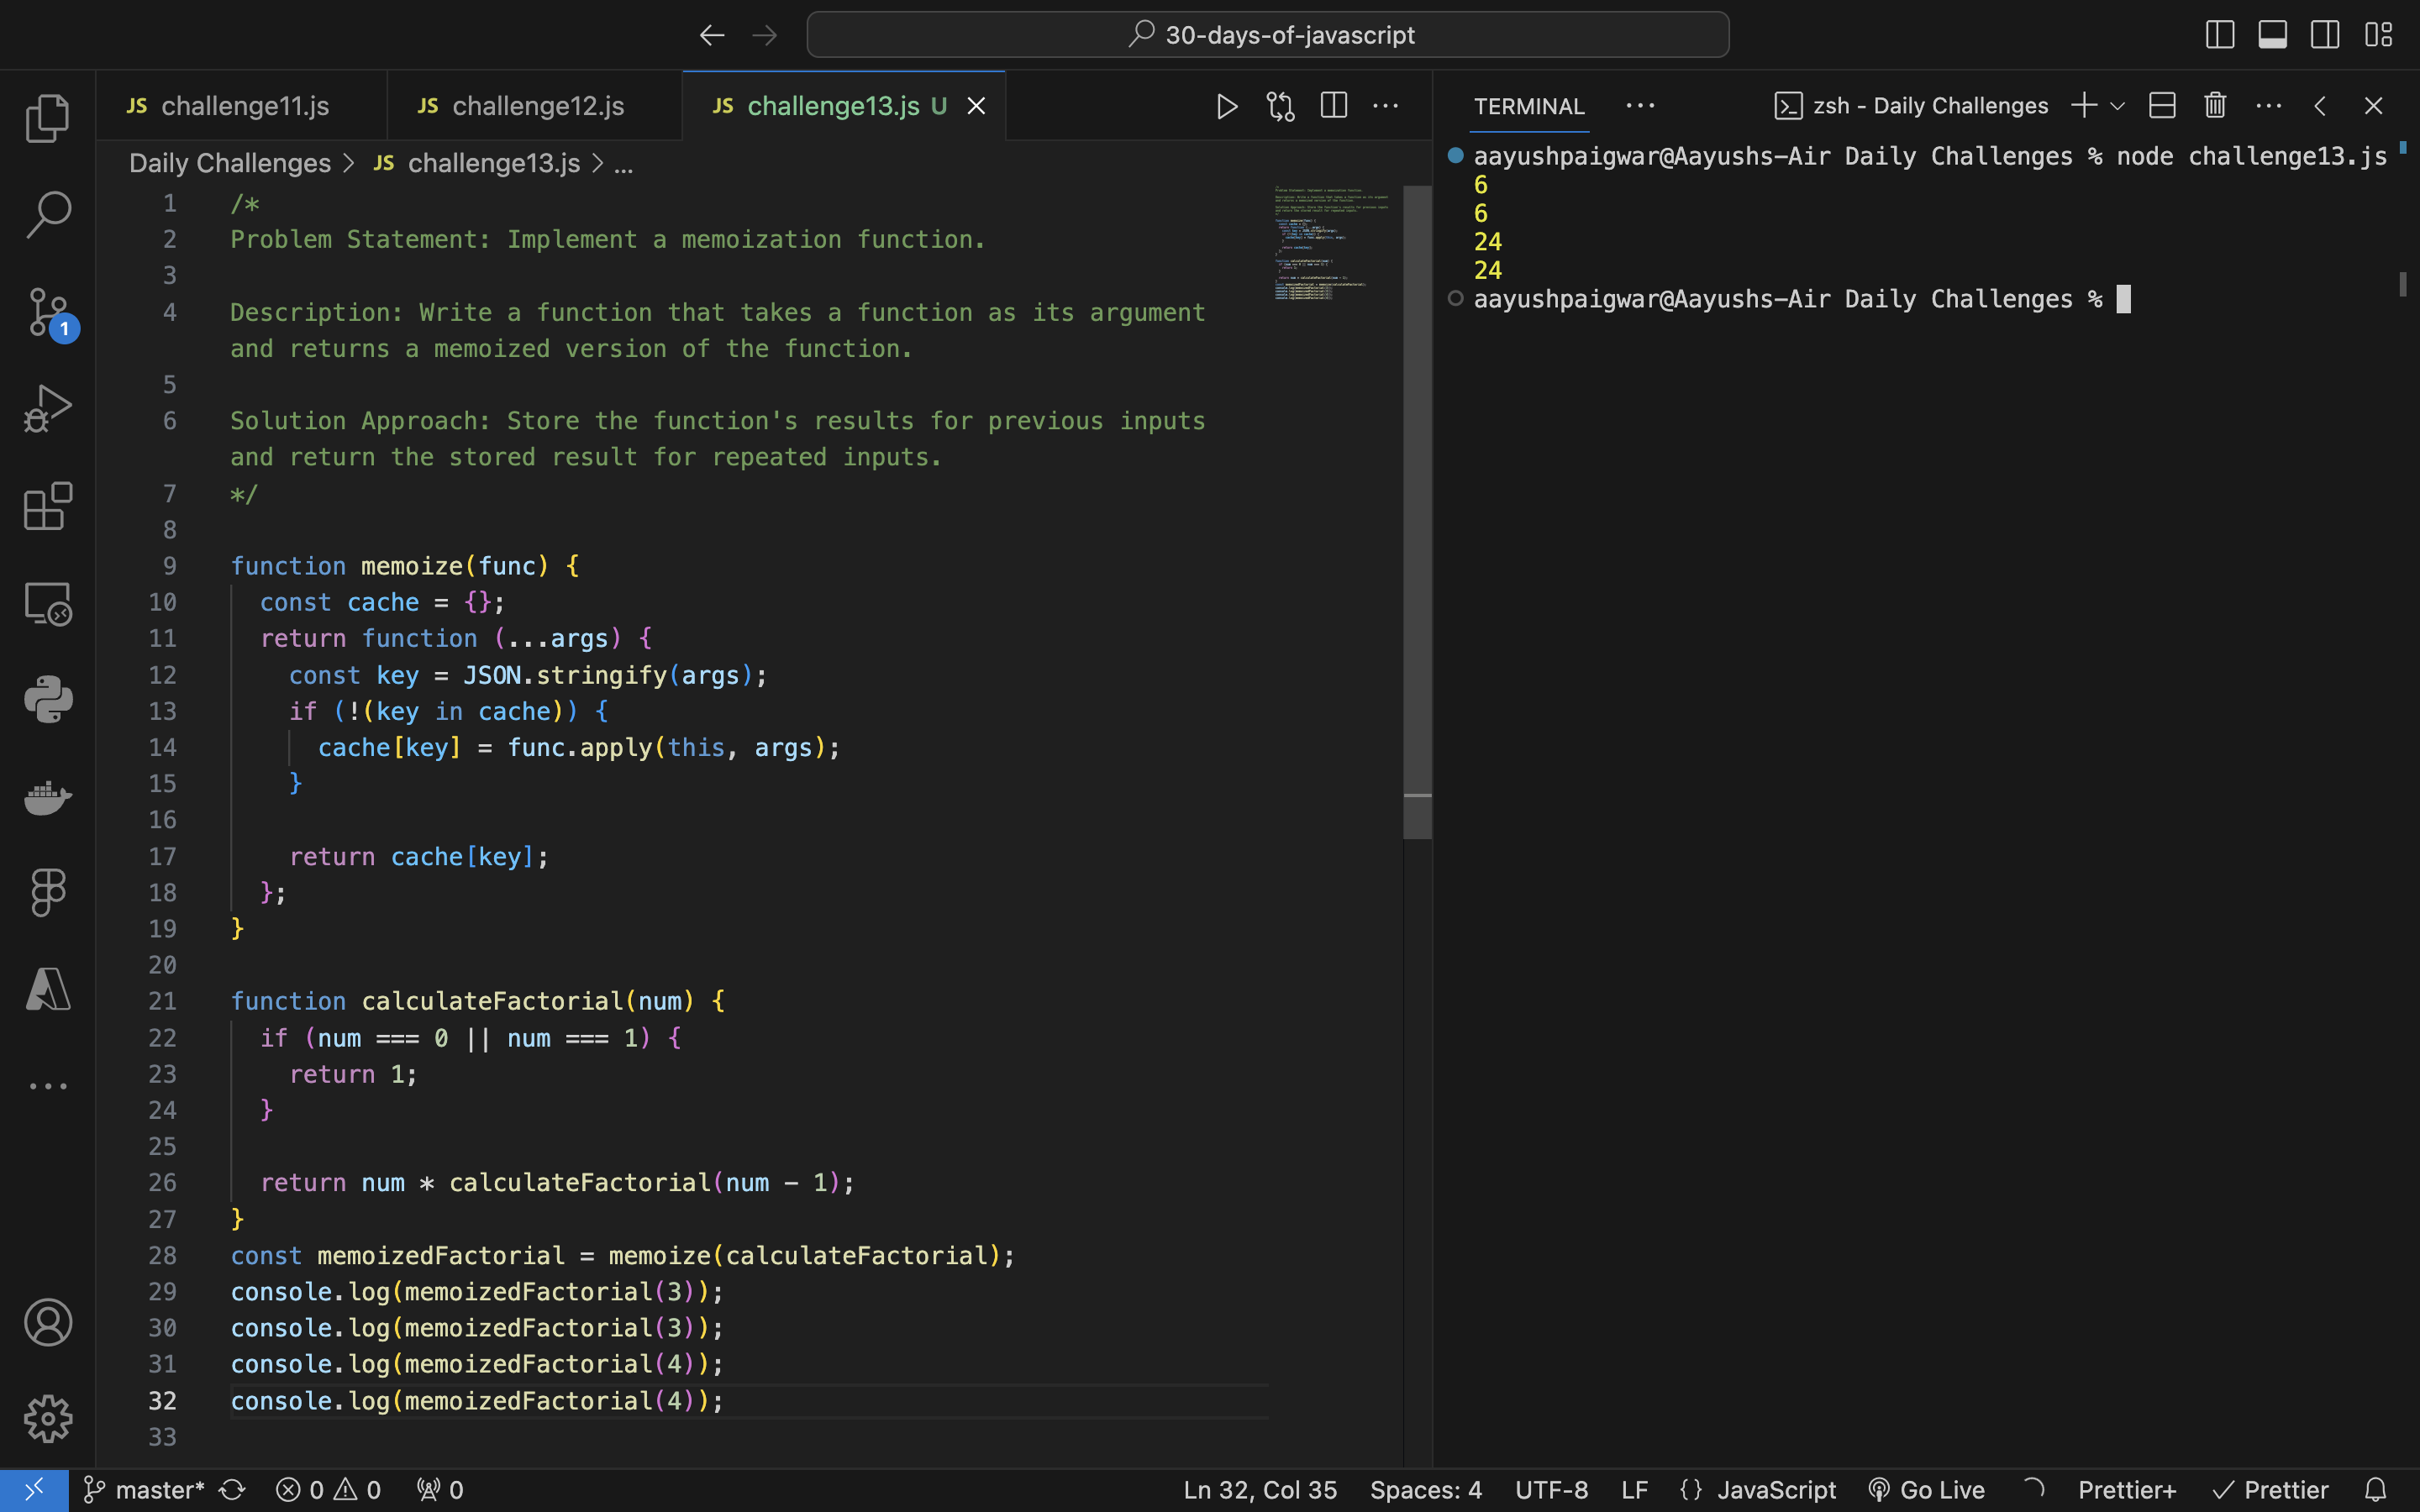 30-days-of-javascript
JS challenge11.js
JS challenge12.js
JS challenge13.js U
Daily Challenges > JS challenge13.js > ...
1 /*
2 Problem Statement: Implement a memoization function.
3
4 Description: Write a function that takes a function as its argument
and returns a memoized version of the function.
5
6 Solution Approach: Store the function's results for previous inputs
and return the stored result for repeated inputs.
7 */
8
9 function memoize(func) {
10 const cache = {};
11 return function (...args) {
12 const key = JSON.stringify(args);
13 if (!(key in cache)) {
14 cache[key] = func.apply(this, args);
15 }
16
17 return cache[key];
18 };
19 }
20
21 function calculateFactorial(num) {
22 if (num === 0 || num === 1) {
23 return 1;
24 }
25
26 return num * calculateFactorial(num - 1);
27 }
28 const memoizedFactorial = memoize(calculateFactorial);
29 console.log(memoizedFactorial(3));
30 console.log(memoizedFactorial(3));
31 console.log(memoizedFactorial(4));
32 console.log(memoizedFactorial(4));
33
TERMINAL
zsh - Daily Challenges
aayushpaigwar@Aayushs-Air Daily Challenges % node challenge13.js
6
6
24
24
aayushpaigwar@Aayushs-Air Daily Challenges %
1
master* 0 0 0
Ln 32, Col 35 Spaces: 4 UTF-8 LF {} JavaScript Go Live Prettier+ Prettier